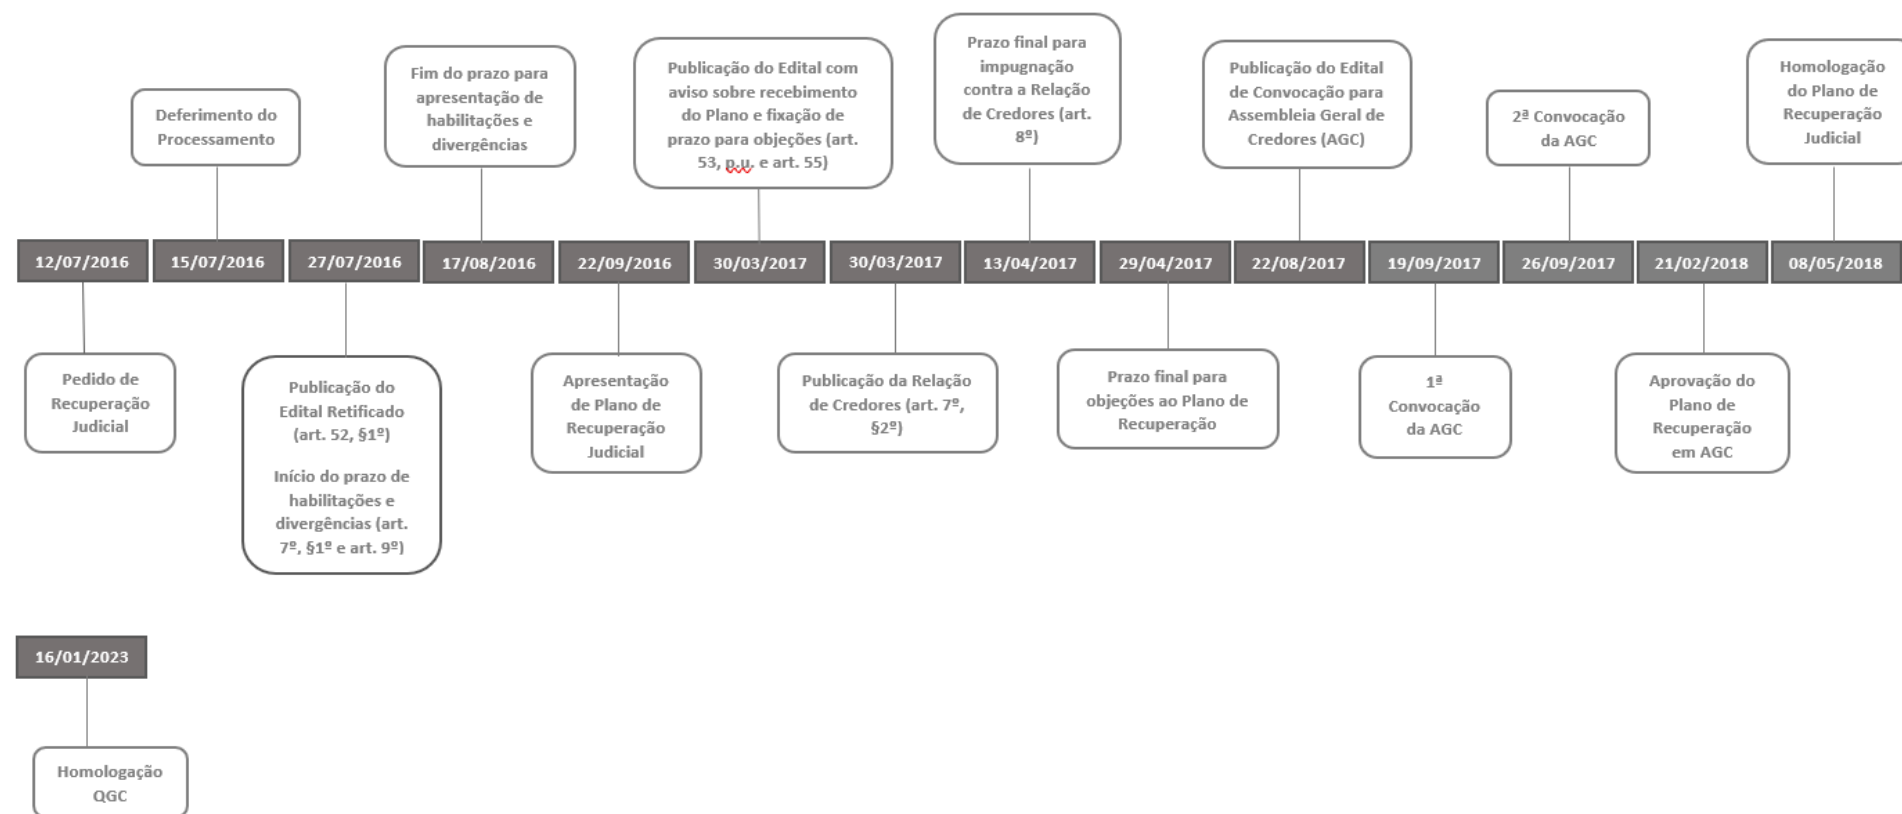 Deferimento do
Processamento
Fim do prazo para
apresentação de
habilitações e
divergências
Publicação do Edital com
aviso sobre recebimento
do Plano e fixação de
prazo para objeções (art.
53, p.u. e art. 55)
Prazo final para
impugnação
contra a Relação
de Credores (art.
8º)
Publicação do Edital
de Convocação para
Assembleia Geral de
Credores (AGC)
2ª Convocação
da AGC
Homologação
do Plano de
Recuperação
Judicial
12/07/2016
15/07/2016
27/07/2016
17/08/2016
22/09/2016
30/03/2017
30/03/2017
13/04/2017
29/04/2017
22/08/2017
19/09/2017
26/09/2017
21/02/2018
08/05/2018
Pedido de
Recuperação
Judicial
Publicação do
Edital Retificado
(art. 52, §1º)
Início do prazo de
habilitações e
divergências (art.
7º, §1º e art. 9º)
Apresentação
de Plano de
Recuperação
Judicial
Publicação da Relação
de Credores (art. 7º,
§2º)
Prazo final para
objeções ao Plano de
Recuperação
1ª
Convocação
da AGC
Aprovação do
Plano de
Recuperação
em AGC
16/01/2023
Homologação
QGC